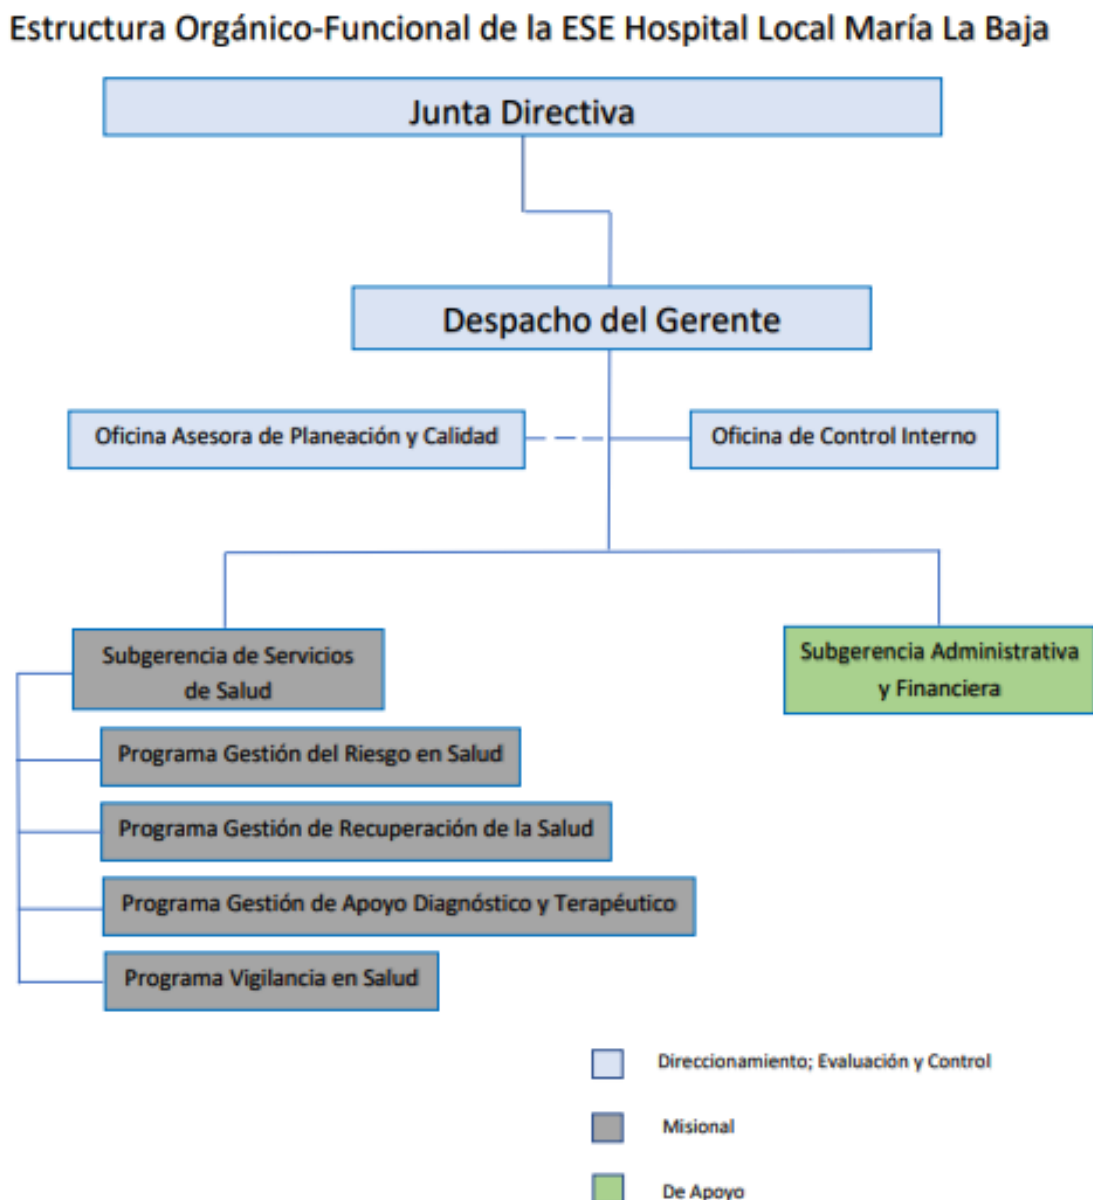 Estructura Orgánico-Funcional de la ESE Hospital Local María La Baja
Junta Directiva
Despacho del Gerente
Oficina Asesora de Planeación y Calidad
Oficina de Control Interno
Subgerencia de Servicios
de Salud
Subgerencia Administrativa
y Financiera
Programa Gestión del Riesgo en Salud
Programa Gestión de Recuperación de la Salud
Programa Gestión de Apoyo Diagnóstico y Terapéutico
Programa Vigilancia en Salud
Direccionamiento; Evaluación y Control
Misional
De Apoyo